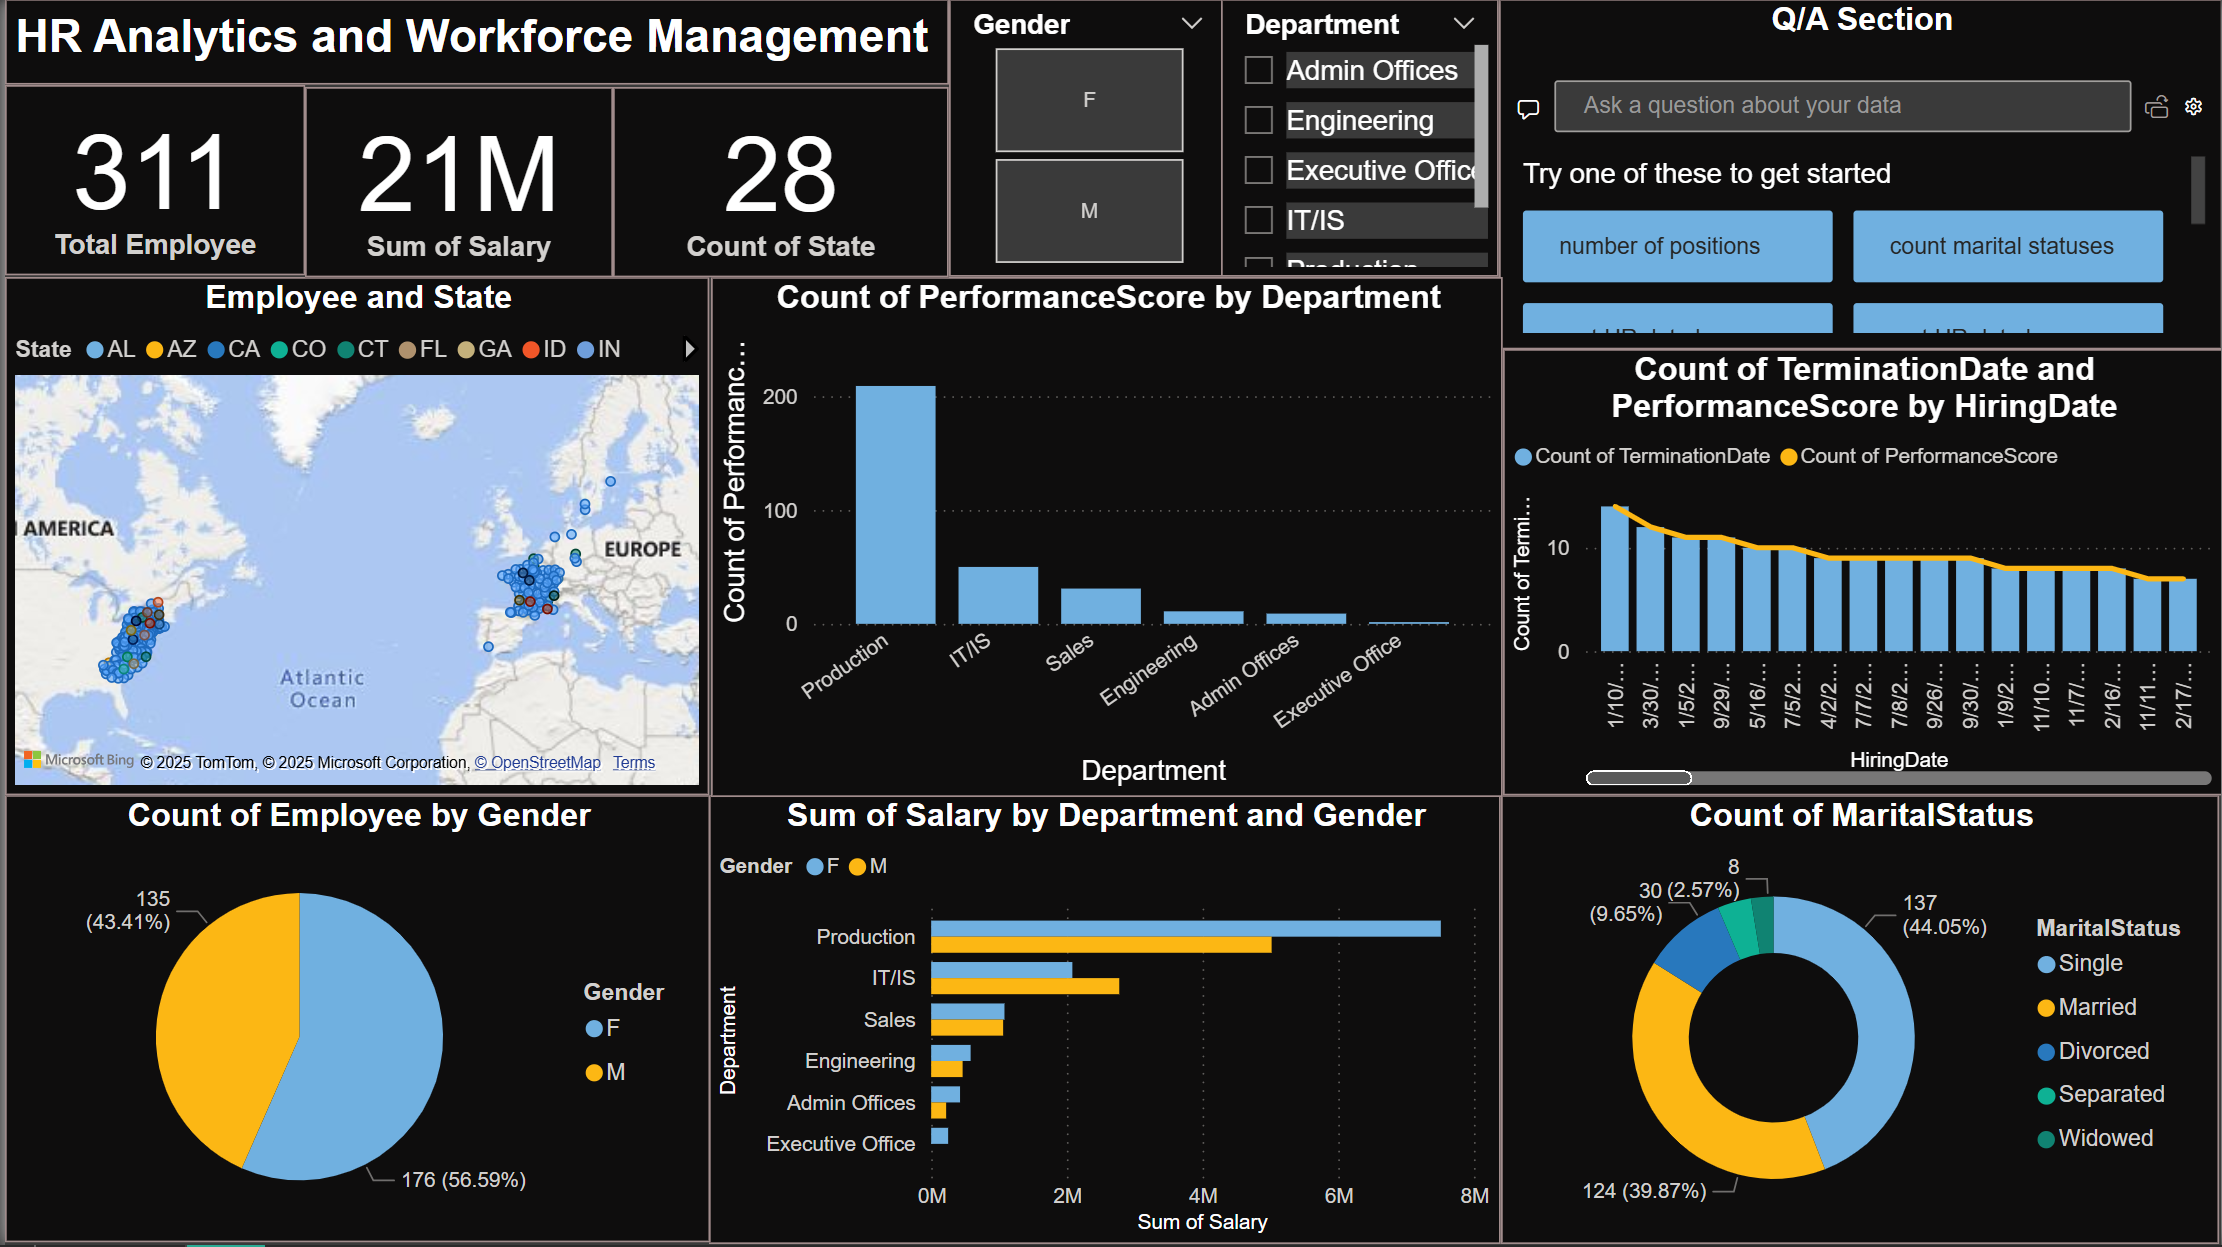 HR Analytics and Workforce Management
311
Total Employee
21M
Sum of Salary
28
Count of State
Gender
F
M
Department
Admin Offices
Engineering
Executive Offic
IT/IS
Production
Q/A Section
Ask a question about your data
Try one of these to get started
number of positions
count marital statuses
Employee and State
State AL AZ CA CO CT FL GA ID IN
AMERICA
EUROPE
Atlantic
Ocean
Microsoft Bing © 2025 TomTom, © 2025 Microsoft Corporation, © OpenStreetMap Terms
Count of PerformanceScore by Department
Count of Performanc...
200
100
0
Production
IT/IS
Sales
Engineering
Admin Offices
Executive Office
Department
Count of TerminationDate and
PerformanceScore by HiringDate
Count of TerminationDate Count of PerformanceScore
Count of Termi...
10
0
1/10/...
3/30/...
1/5/2...
9/29/...
5/16/...
7/5/2...
4/2/2...
7/7/2...
7/8/2...
9/26/...
9/30/...
1/9/2...
11/10...
11/7/...
2/16/...
11/11...
2/17/...
HiringDate
Count of Employee by Gender
135
(43.41%)
176 (56.59%)
Gender
F
M
Sum of Salary by Department and Gender
Gender F M
Department
Production
IT/IS
Sales
Engineering
Admin Offices
Executive Office
0M 2M 4M 6M 8M
Sum of Salary
Count of MaritalStatus
8
(2.57%)
30
(9.65%)
137
(44.05%)
124 (39.87%)
MaritalStatus
Single
Married
Divorced
Separated
Widowed